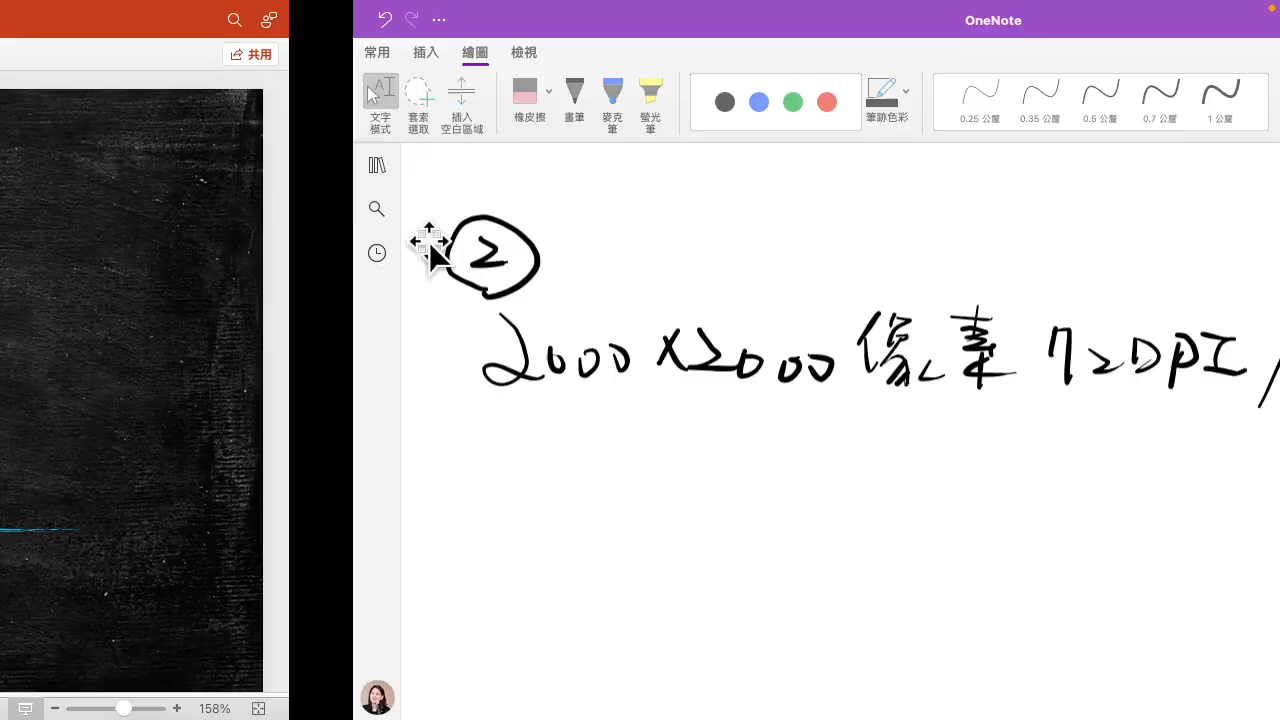 OneNote
共用
常用 插入 繪圖 檢視
文字模式 套索選取 插入空白區域 橡皮擦 畫筆 麥克筆 螢光筆 筆跡色彩 0.25 公釐 0.35 公釐 0.5 公釐 0.7 公釐 1 公釐
2
2000 x 2000 像素 72DPI /
158%